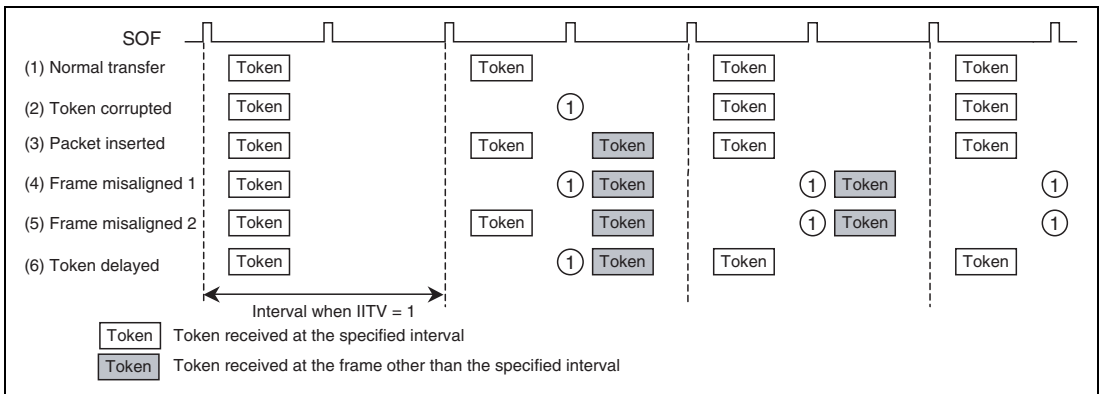 SOF
(1) Normal transfer Token Token Token Token
(2) Token corrupted Token 1 Token Token
(3) Packet inserted Token Token Token Token Token
(4) Frame misaligned 1 Token 1 Token 1 Token 1
(5) Frame misaligned 2 Token Token Token 1 Token 1
(6) Token delayed Token 1 Token Token Token
Interval when IITV = 1
Token Token received at the specified interval
Token Token received at the frame other than the specified interval